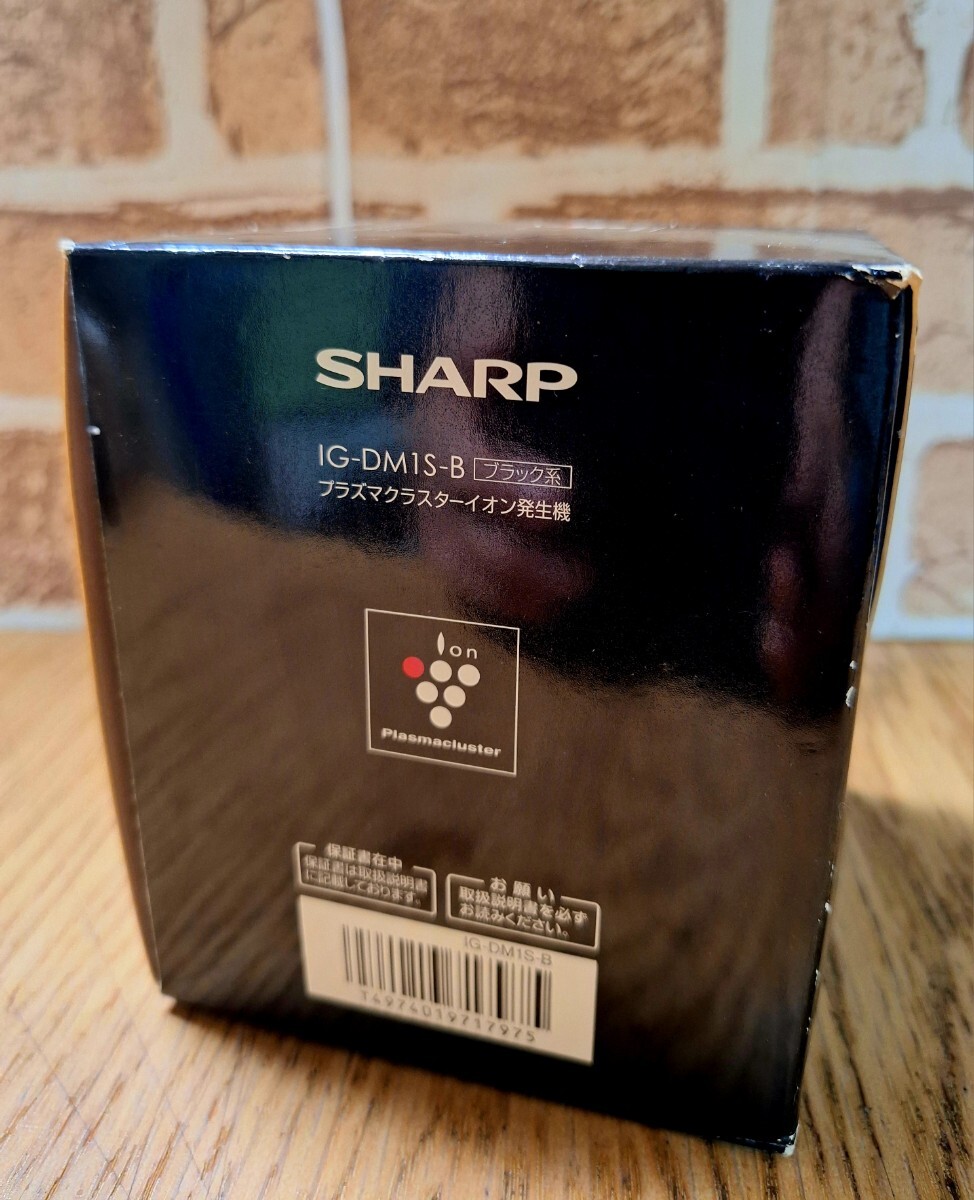 SHARP
IG-DM1S-B ブラック系
プラズマクラスターイオン発生機
Ion
Plasmacluster
保証書在中
保証書は取扱説明書
に記載しております。
お願い
取扱説明書を必ず
お読みください。
IG-DM1S-B
T4974019717975